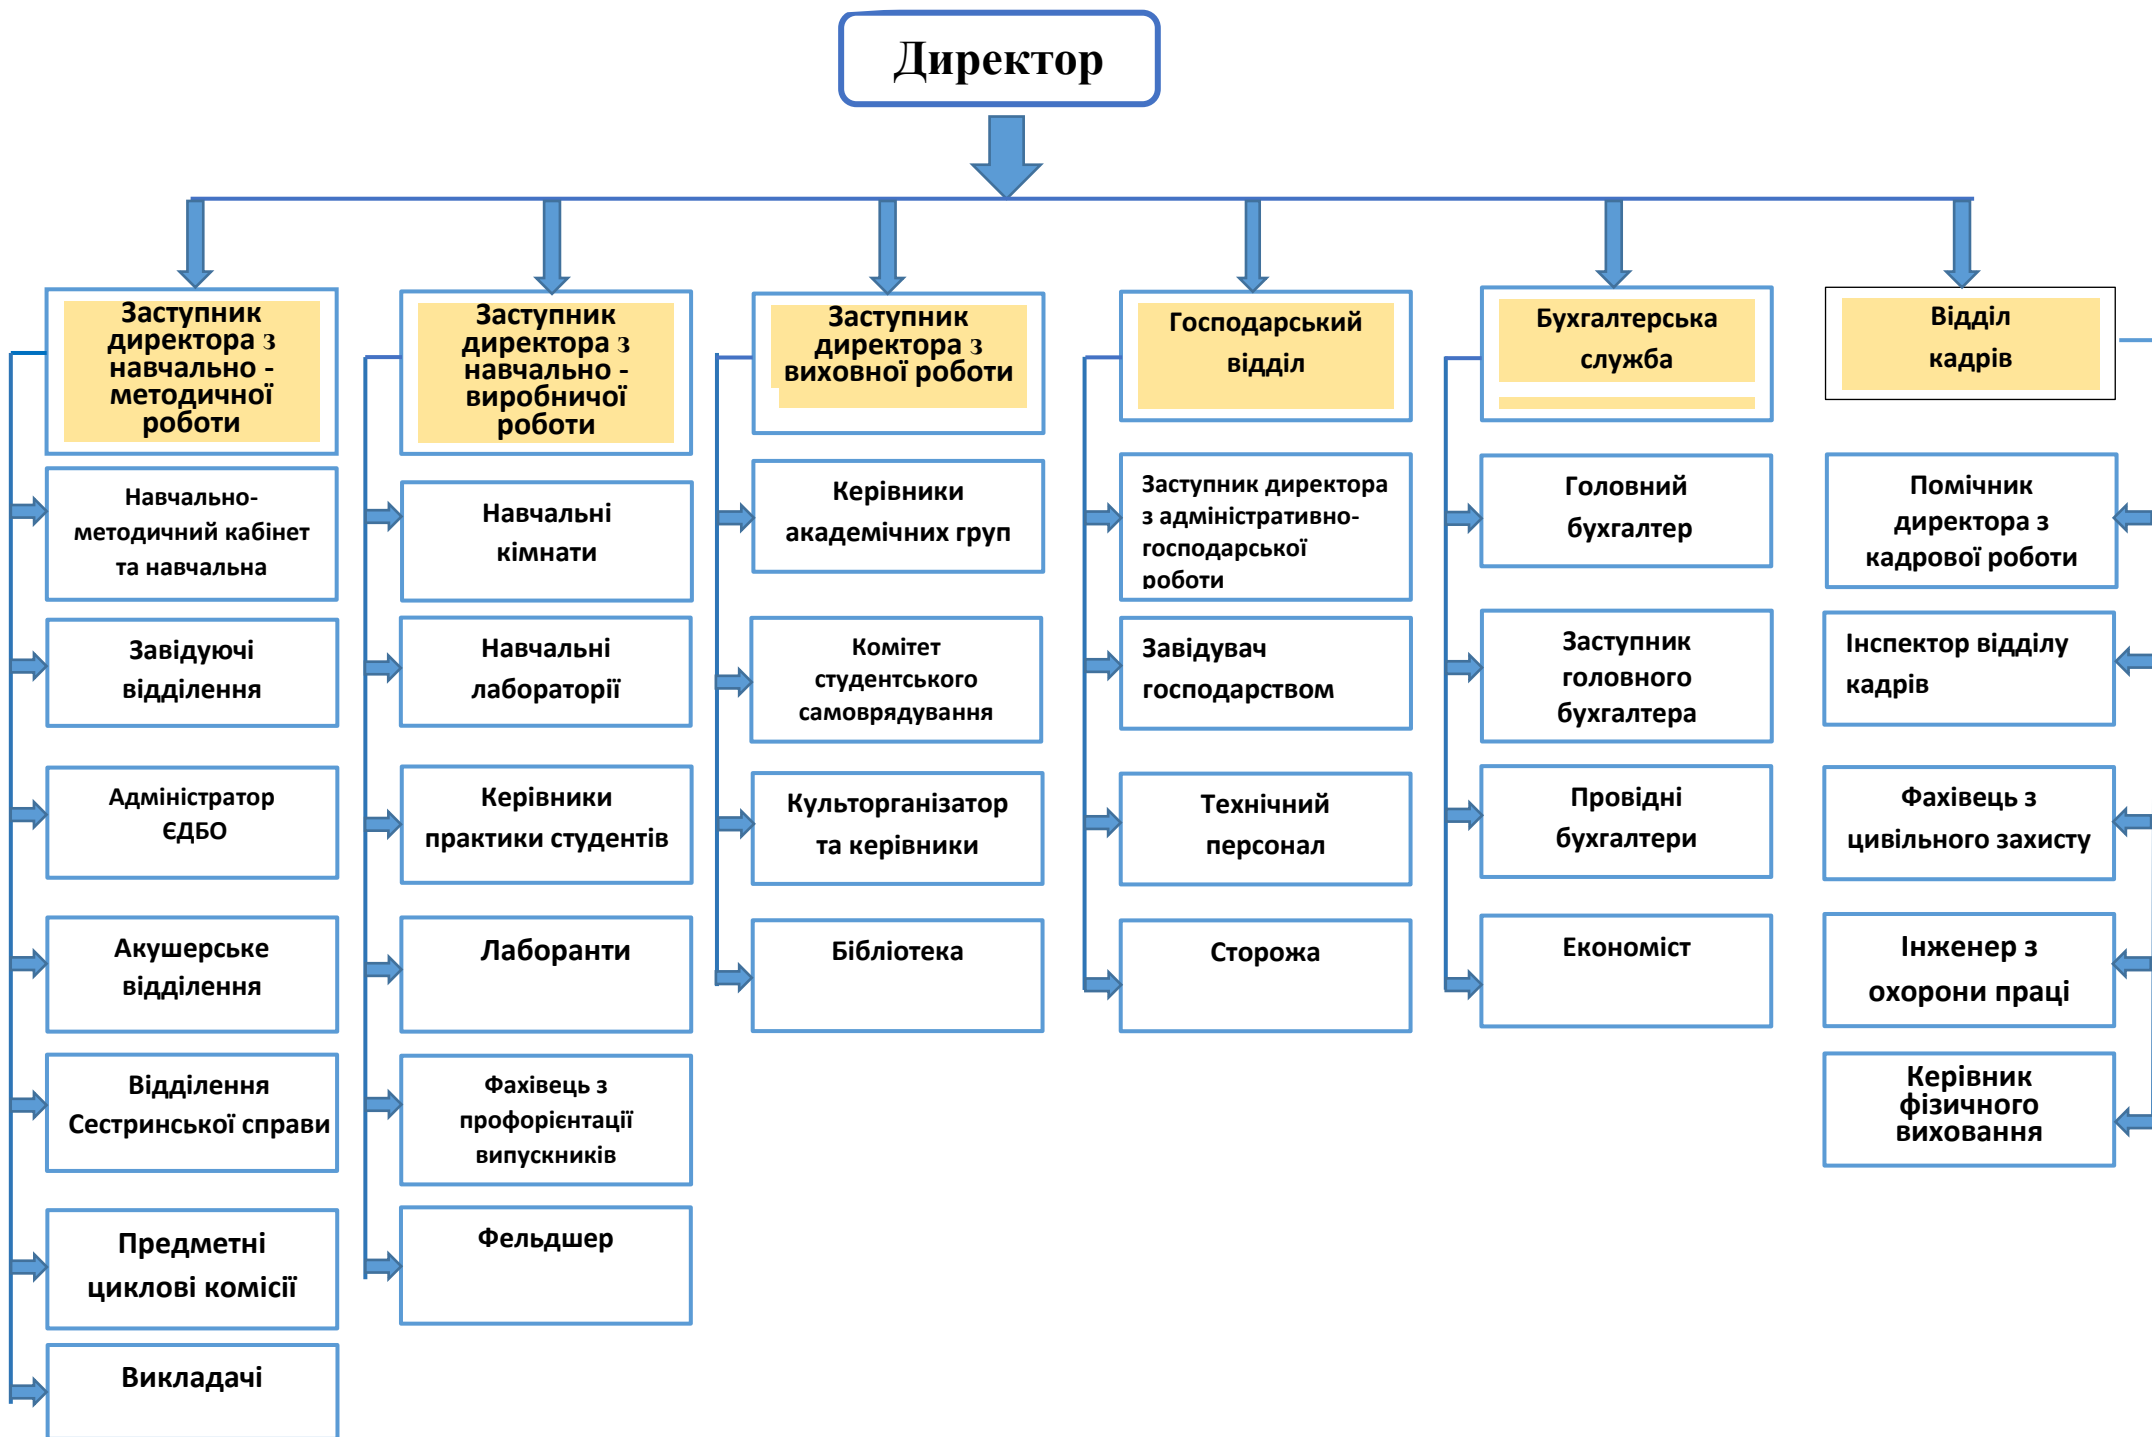 Директор
Заступник
директора з
навчально -
методичної
роботи
Навчально-
методичний кабінет
та навчальна
Завідуючі
відділення
Адміністратор
ЄДБО
Акушерське
відділення
Відділення
Сестринської справи
Предметні
циклові комісії
Викладачі
Заступник
директора з
навчально -
виробничої
роботи
Навчальні
кімнати
Навчальні
лабораторії
Керівники
практики студентів
Лаборанти
Фахівець з
профорієнтації
випускників
Фельдшер
Заступник
директора з
виховної роботи
Керівники
академічних груп
Комітет
студентського
самоврядування
Культорганізатор
та керівники
Бібліотека
Господарський
відділ
Заступник директора
з адміністративно-
господарської
роботи
Завідувач
господарством
Технічний
персонал
Сторожа
Бухгалтерська
служба
Головний
бухгалтер
Заступник
головного
бухгалтера
Провідні
бухгалтери
Економіст
Відділ
кадрів
Помічник
директора з
кадрової роботи
Інспектор відділу
кадрів
Фахівець з
цивільного захисту
Інженер з
охорони праці
Керівник
фізичного
виховання